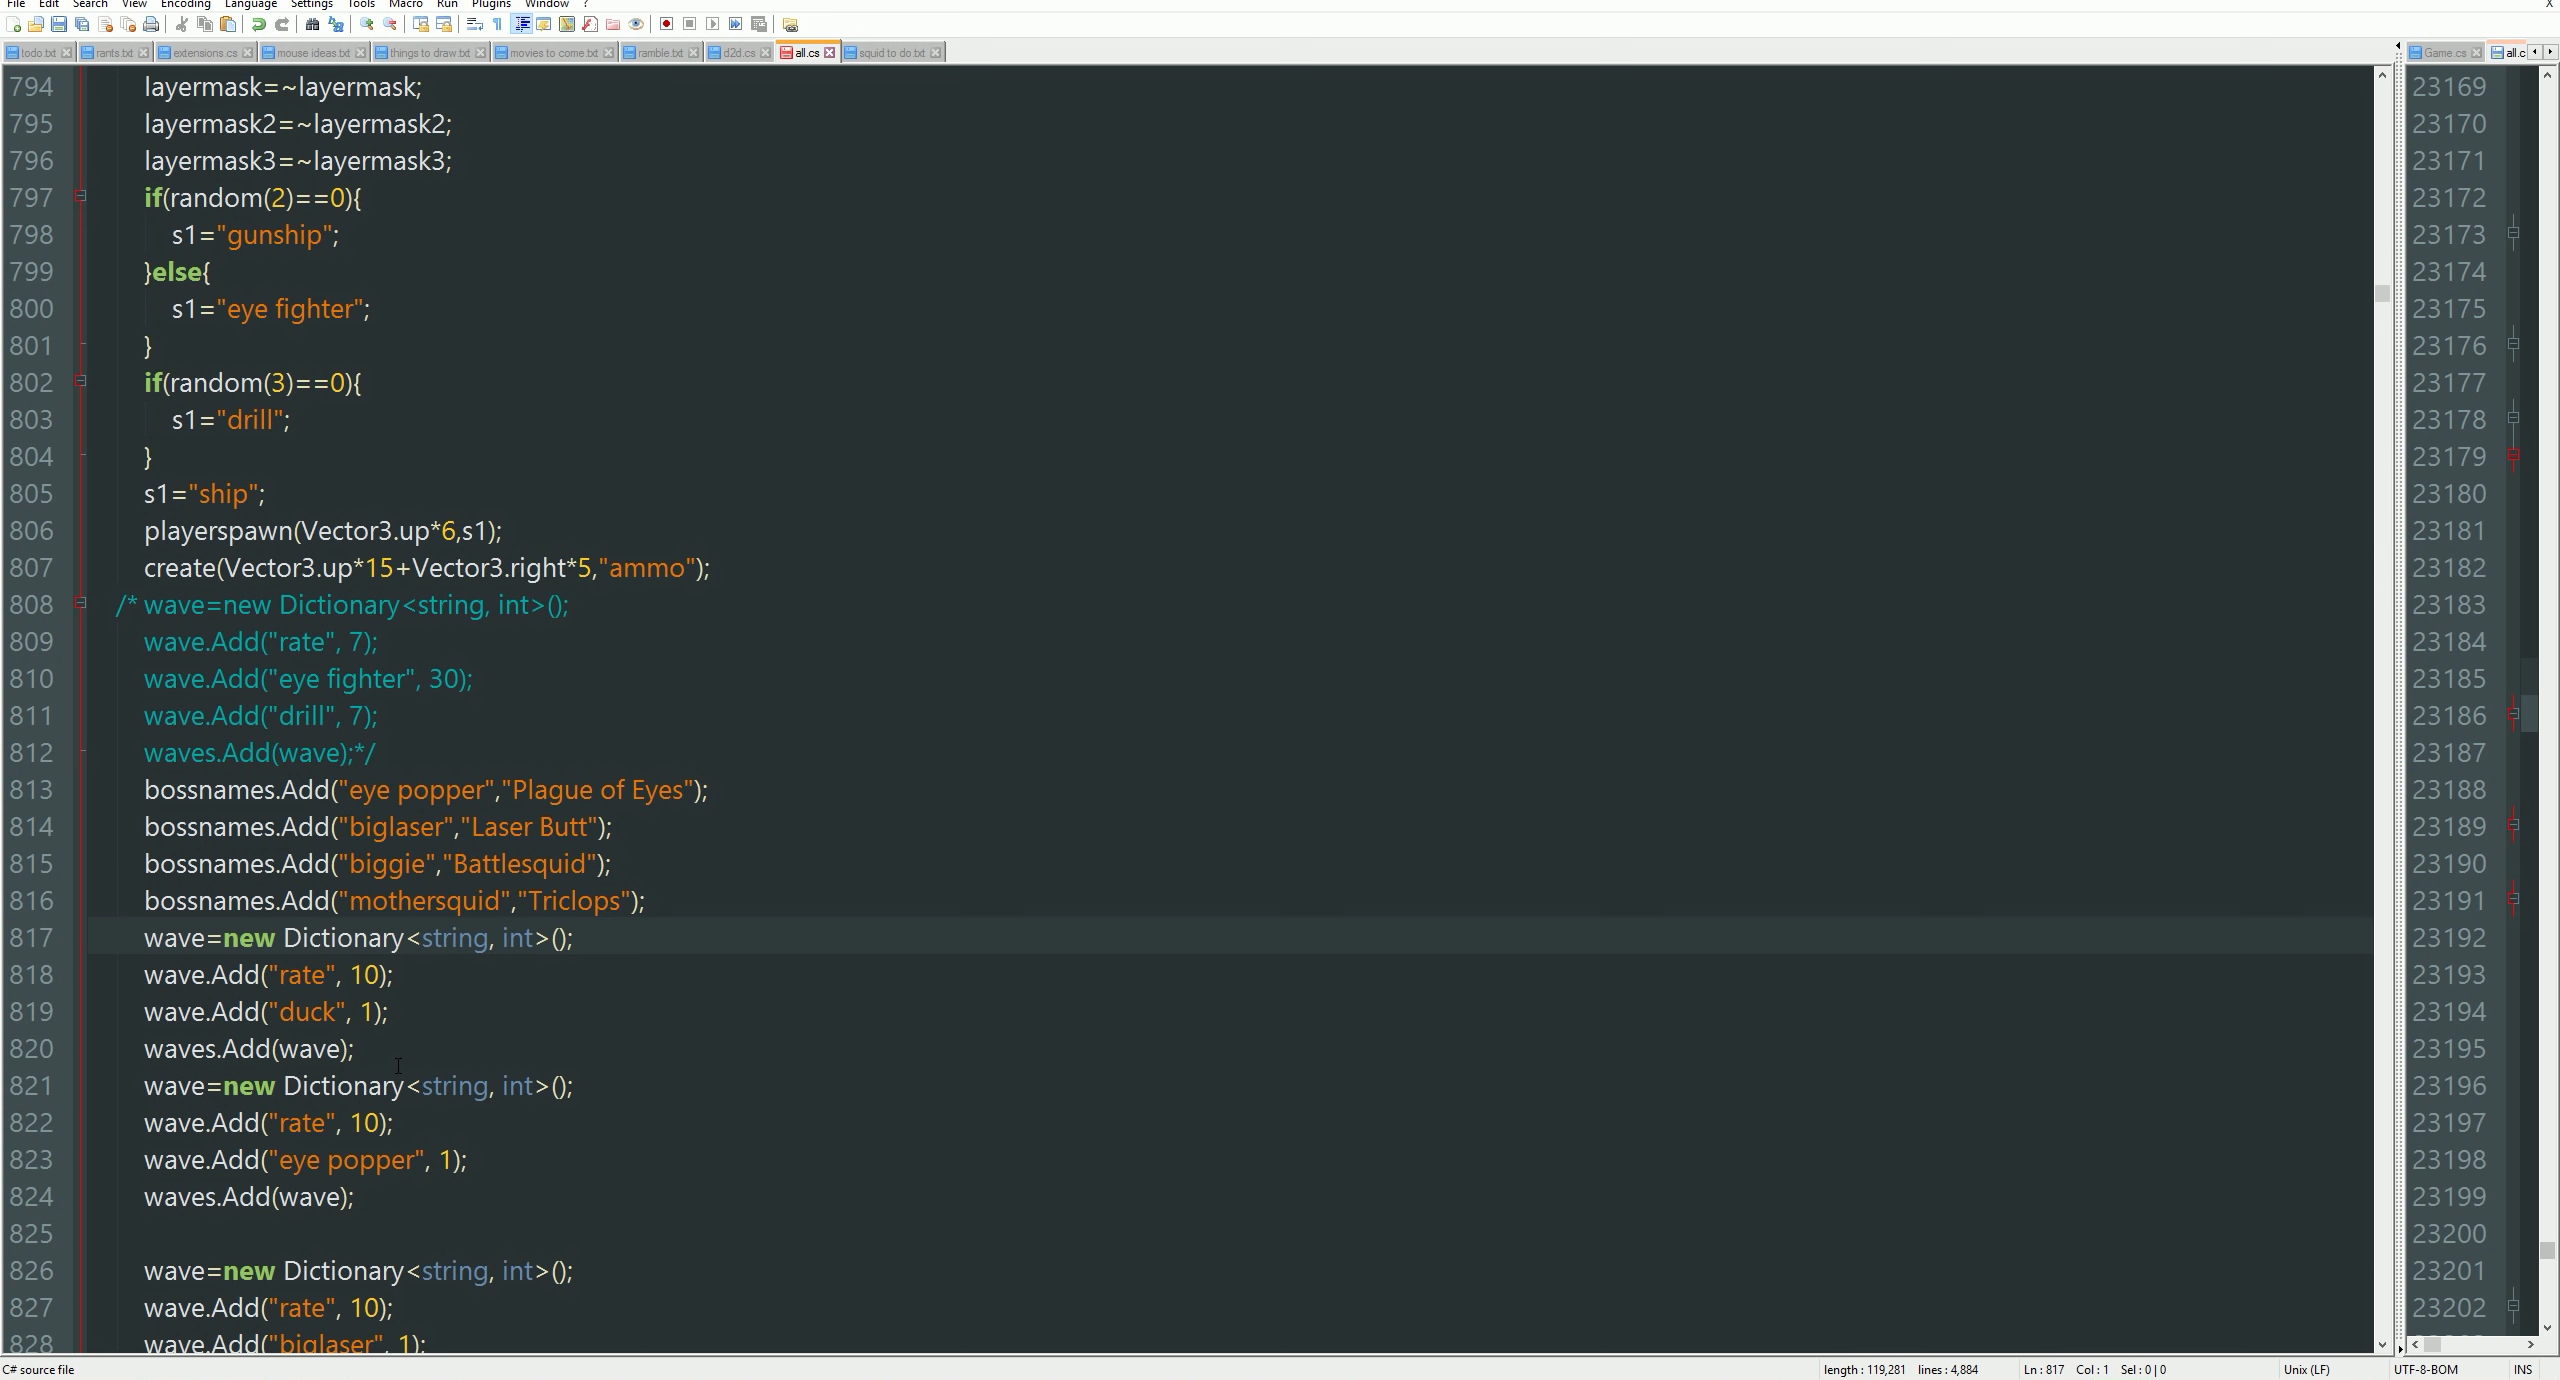 File Edit Search View Encoding Language Settings Tools Macro Run Plugins Window ? X
todo.txt rants.txt extensions.cs mouse ideas.txt things to draw.txt movies to come.txt ramble.txt d2d.cs all.cs squid to do.txt Game.cs all.c
794 layermask=~layermask;
795 layermask2=~layermask2;
796 layermask3=~layermask3;
797 if(random(2)==0){
798 s1="gunship";
799 }else{
800 s1="eye fighter";
801 }
802 if(random(3)==0){
803 s1="drill";
804 }
805 s1="ship";
806 playerspawn(Vector3.up*6,s1);
807 create(Vector3.up*15+Vector3.right*5,"ammo");
808 /* wave=new Dictionary<string, int>();
809 wave.Add("rate", 7);
810 wave.Add("eye fighter", 30);
811 wave.Add("drill", 7);
812 waves.Add(wave);*/
813 bossnames.Add("eye popper","Plague of Eyes");
814 bossnames.Add("biglaser","Laser Butt");
815 bossnames.Add("biggie","Battlesquid");
816 bossnames.Add("mothersquid","Triclops");
817 wave=new Dictionary<string, int>();
818 wave.Add("rate", 10);
819 wave.Add("duck", 1);
820 waves.Add(wave);
821 wave=new Dictionary<string, int>();
822 wave.Add("rate", 10);
823 wave.Add("eye popper", 1);
824 waves.Add(wave);
825
826 wave=new Dictionary<string, int>();
827 wave.Add("rate", 10);
828 wave.Add("biglaser", 1);
23169
23170
23171
23172
23173
23174
23175
23176
23177
23178
23179
23180
23181
23182
23183
23184
23185
23186
23187
23188
23189
23190
23191
23192
23193
23194
23195
23196
23197
23198
23199
23200
23201
23202
C# source file length : 119,281 lines : 4,884 Ln : 817 Col : 1 Sel : 0 | 0 Unix (LF) UTF-8-BOM INS